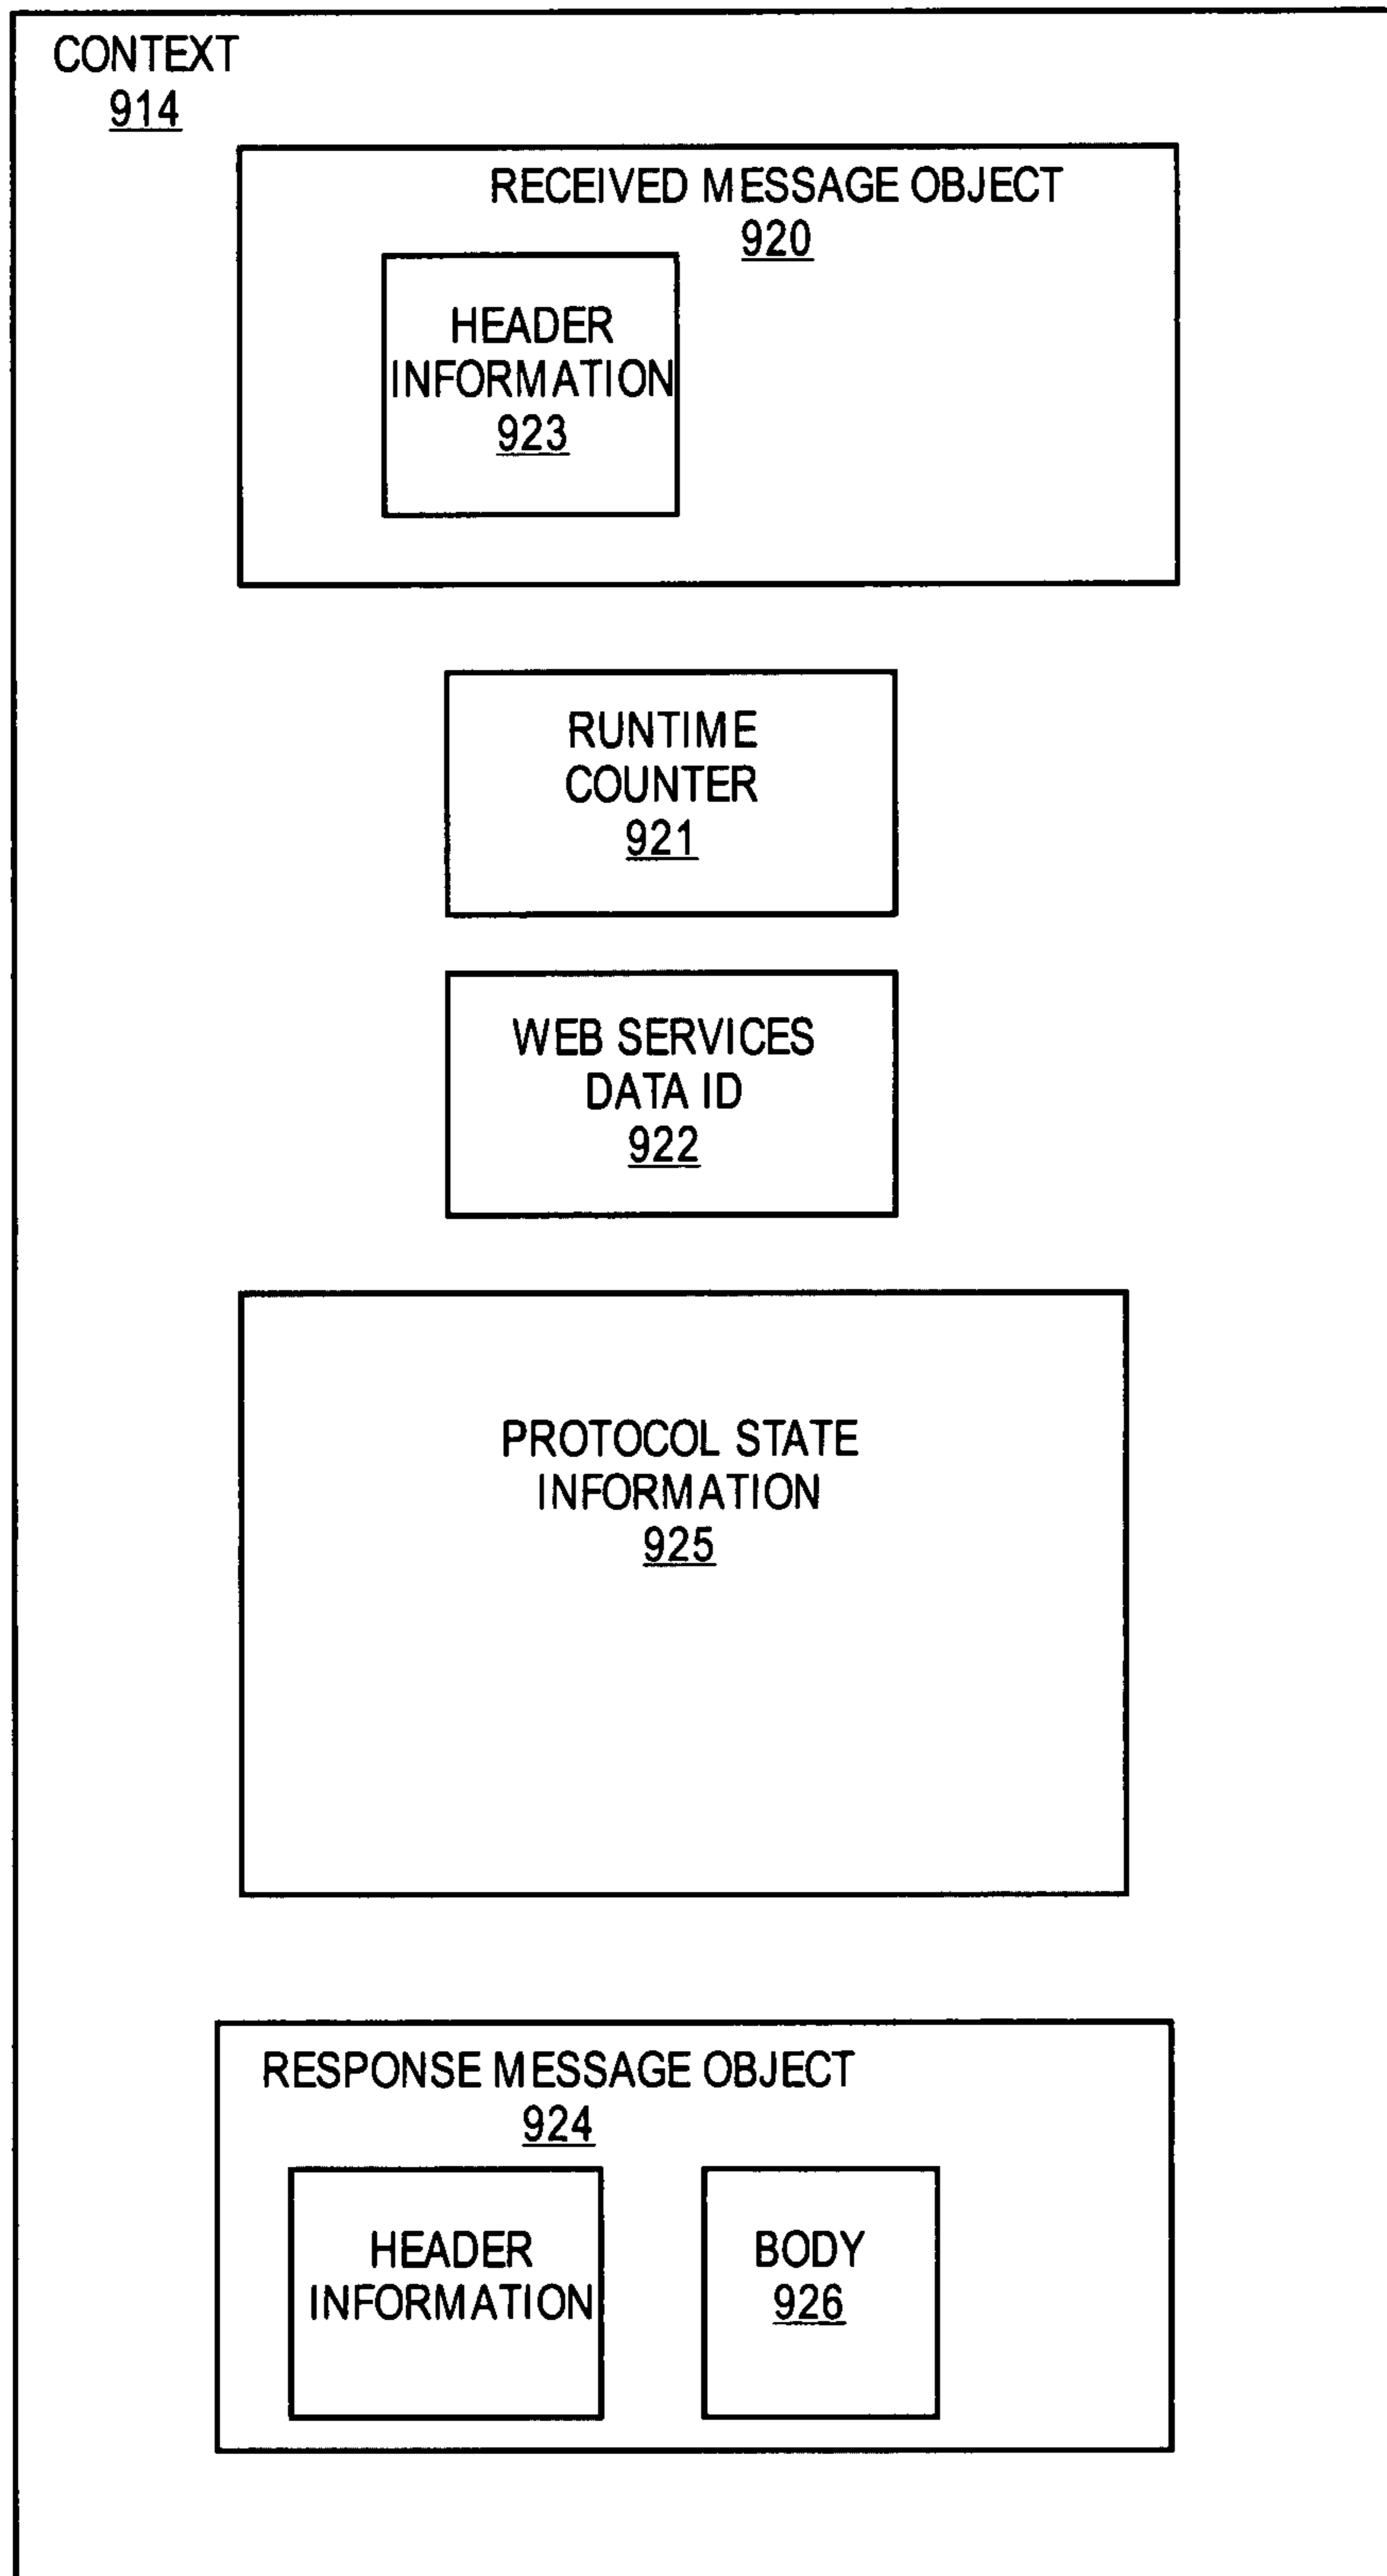 CONTEXT
914
RECEIVED MESSAGE OBJECT
920
HEADER
INFORMATION
923
RUNTIME
COUNTER
921
WEB SERVICES
DATA ID
922
PROTOCOL STATE
INFORMATION
925
RESPONSE MESSAGE OBJECT
924
HEADER
INFORMATION
BODY
926